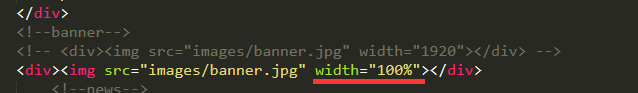 </div>
<!--banner-->
<!-- <div><img src="images/banner.jpg" width="1920"></div> -->
<div><img src="images/banner.jpg" width="100%"></div>
<!--news-->